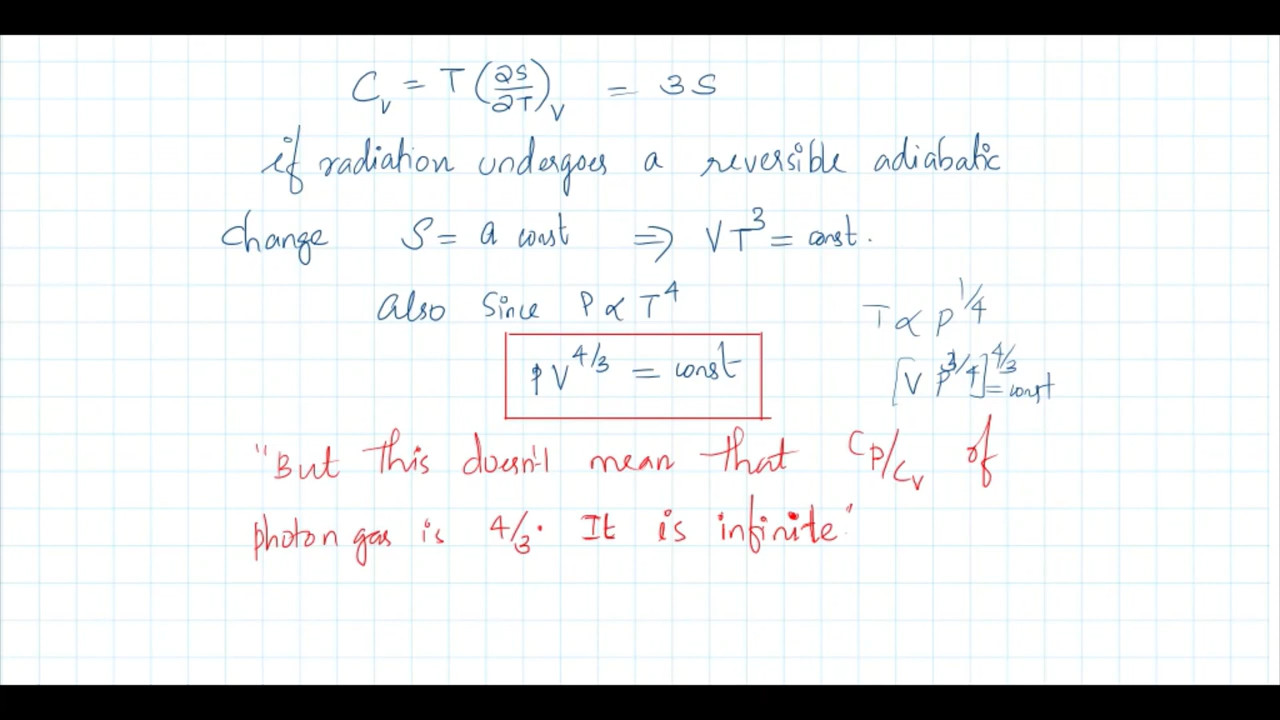 C_v = T (∂S/∂T)_V = 3S
if radiation undergoes a reversible adiabatic
change S = a const ⇒ VT³ = const.
also since P ∝ T⁴
T ∝ P^1/4
PV^4/3 = const
[V P^3/4]^4/3 = const
"But this doesn't mean that Cp/Cv of
photon gas is 4/3. It is infinite"